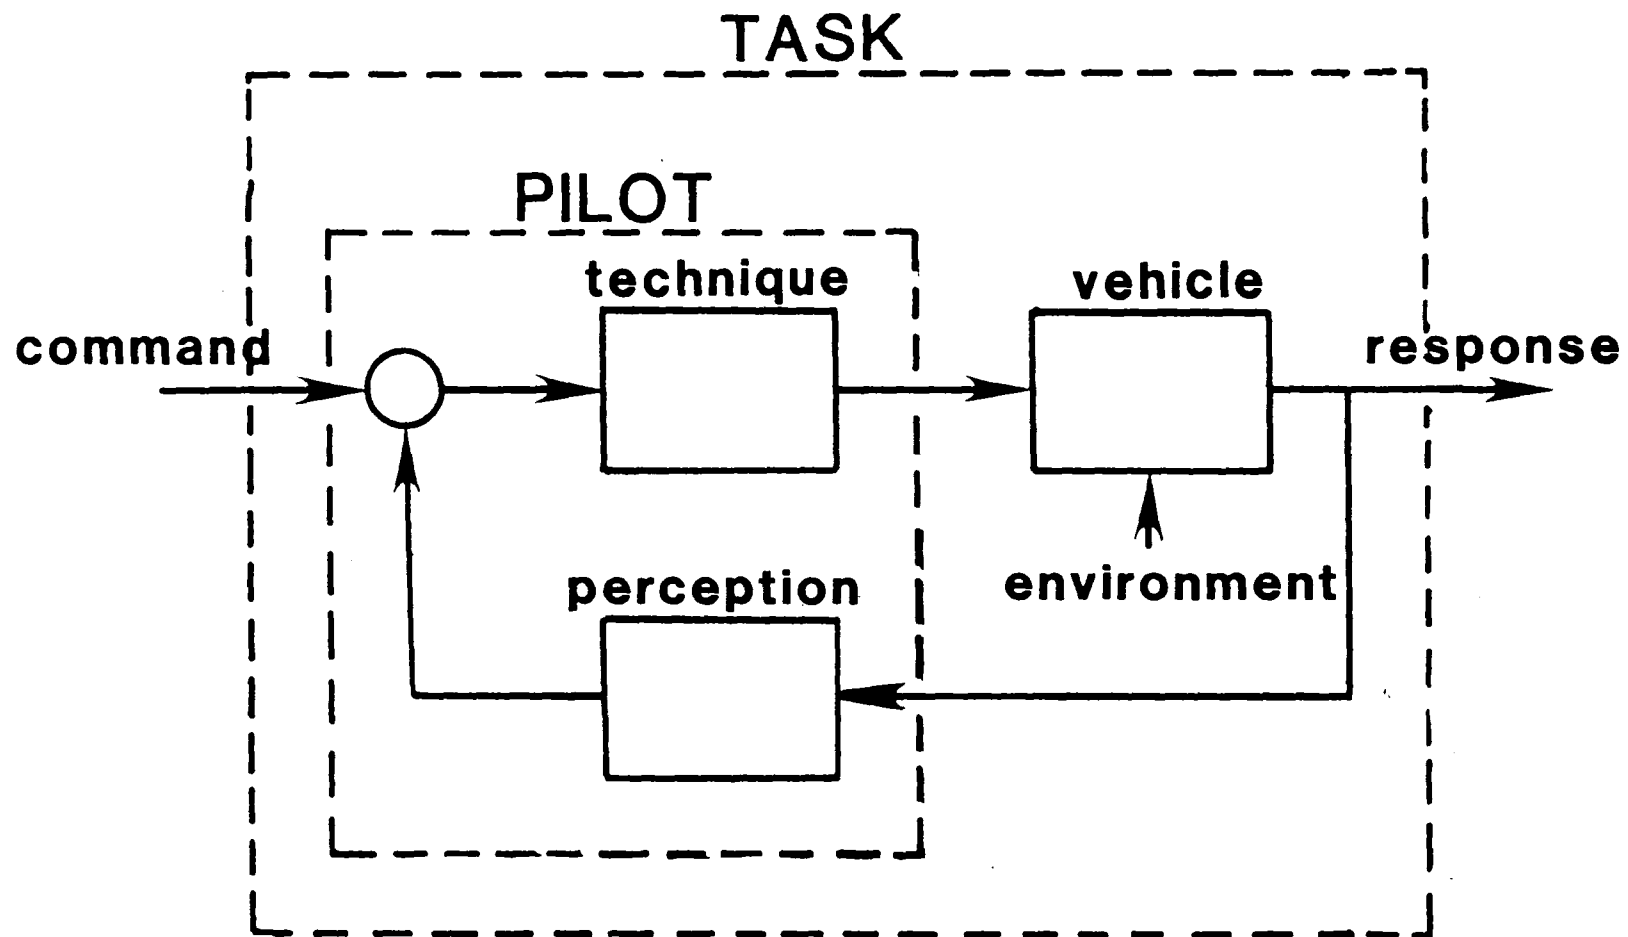 TASK
PILOT
technique
vehicle
command
response
perception
environment